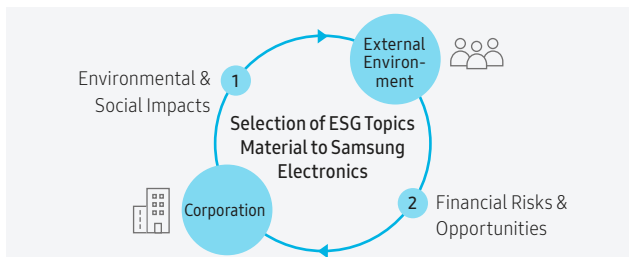 External
Environ-
ment
Environmental &
Social Impacts
1
Selection of ESG Topics
Material to Samsung
Electronics
Corporation
2
Financial Risks &
Opportunities